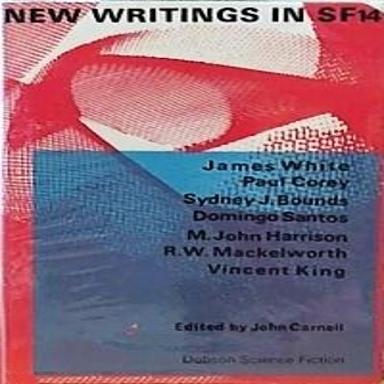 NEW WRITINGS IN SF14
James White
Paul Corey
Sydney J. Bounds
Domingo Santos
M. John Harrison
R.W. Mackelworth
Vincent King
Edited by John Carnell
Dobson Science Fiction